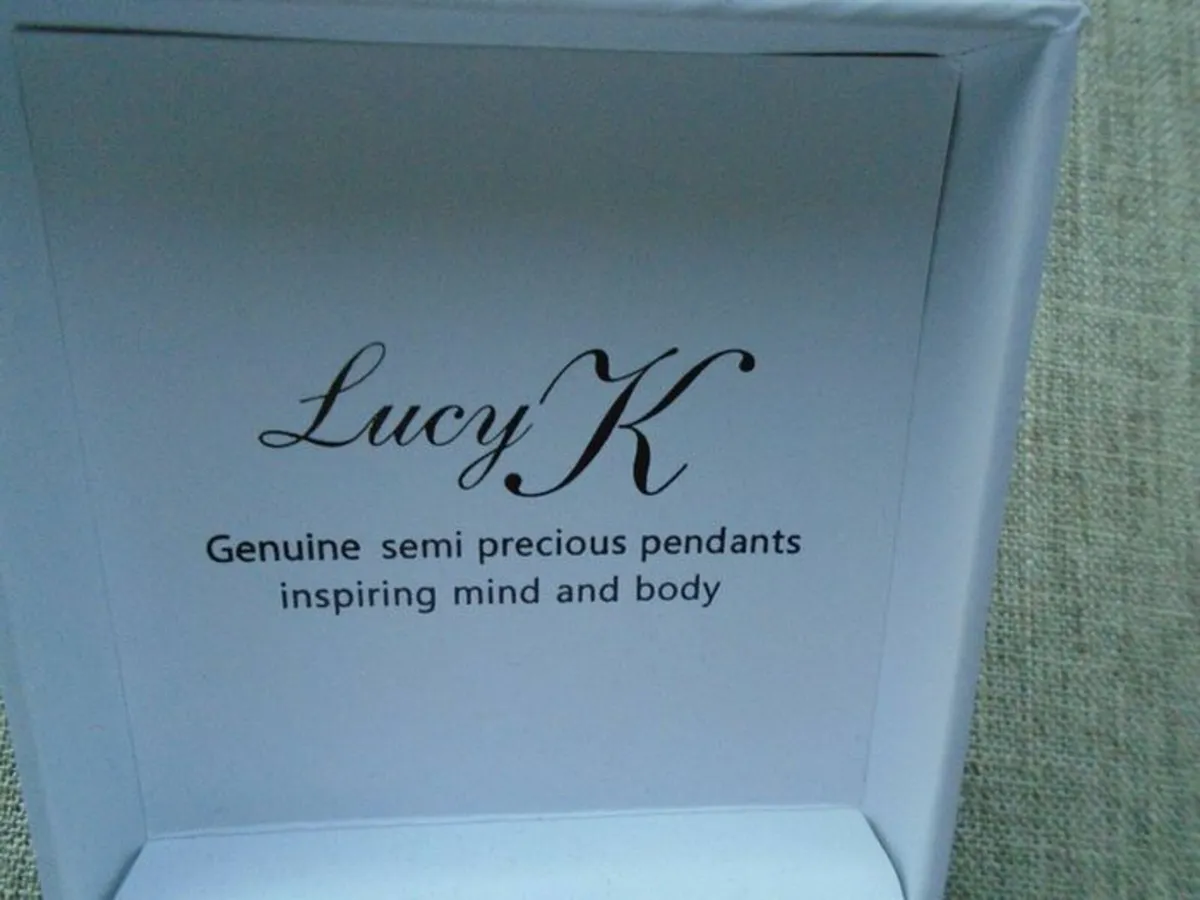 Lucy K
Genuine semi precious pendants
inspiring mind and body